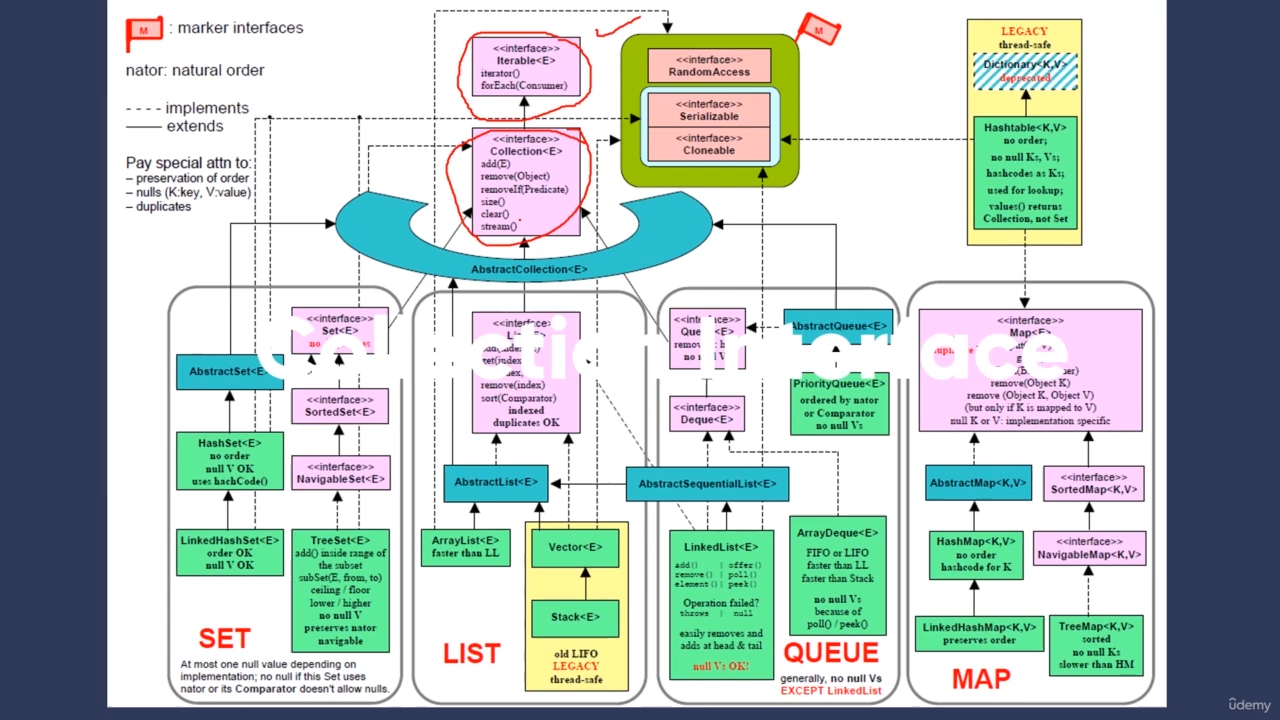 M : marker interfaces
nator: natural order
- - - - implements
—— extends
Pay special attn to:
– preservation of order
– nulls (K:key, V:value)
– duplicates
<<interface>>
Iterable<E>
iterator()
forEach(Consumer)
<<interface>>
Collection<E>
add(E)
remove(Object)
removeIf(Predicate)
size()
clear()
stream()
M
<<interface>>
RandomAccess
<<interface>>
Serializable
<<interface>>
Cloneable
LEGACY
thread-safe
Dictionary<K,V>
deprecated
Hashtable<K,V>
no order;
no null Ks, Vs;
hashcodes as Ks;
used for lookup;
values() returns
Collection, not Set
AbstractCollection<E>
Collection Interface
<<interface>>
Set<E>
AbstractSet<E>
<<interface>>
SortedSet<E>
HashSet<E>
no order
null V OK
uses hachCode()
<<interface>>
NavigableSet<E>
LinkedHashSet<E>
order OK
null V OK
TreeSet<E>
add() inside range of
the subset
subSet(E, from, to)
ceiling / floor
lower / higher
no null V
preserves nator
navigable
SET
At most one null value depending on
implementation; no null if this Set uses
nator or its Comparator doesn't allow nulls.
<<interface>>
remove(index)
sort(Comparator)
indexed
duplicates OK
AbstractList<E>
ArrayList<E>
faster than LL
Vector<E>
Stack<E>
old LIFO
LEGACY
thread-safe
LIST
<<interface>>
AbstractQueue<E>
PriorityQueue<E>
ordered by nator
or Comparator
no null Vs
<<interface>>
Deque<E>
AbstractSequentialList<E>
LinkedList<E>
add() | offer()
remove() | poll()
element() | peek()
Operation failed?
throws | null
easily removes and
adds at head & tail
null Vs OK!
ArrayDeque<E>
FIFO or LIFO
faster than LL
faster than Stack
no null Vs
because of
poll() / peek()
QUEUE
generally, no null Vs
EXCEPT LinkedList
<<interface>>
Map<E>
remove(Object K)
remove (Object K, Object V)
(but only if K is mapped to V)
null K or V: implementation specific
AbstractMap<K,V>
<<interface>>
SortedMap<K,V>
HashMap<K,V>
no order
hashcode for K
<<interface>>
NavigableMap<K,V>
LinkedHashMap<K,V>
preserves order
TreeMap<K,V>
sorted
no null Ks
slower than HM
MAP
ûdemy